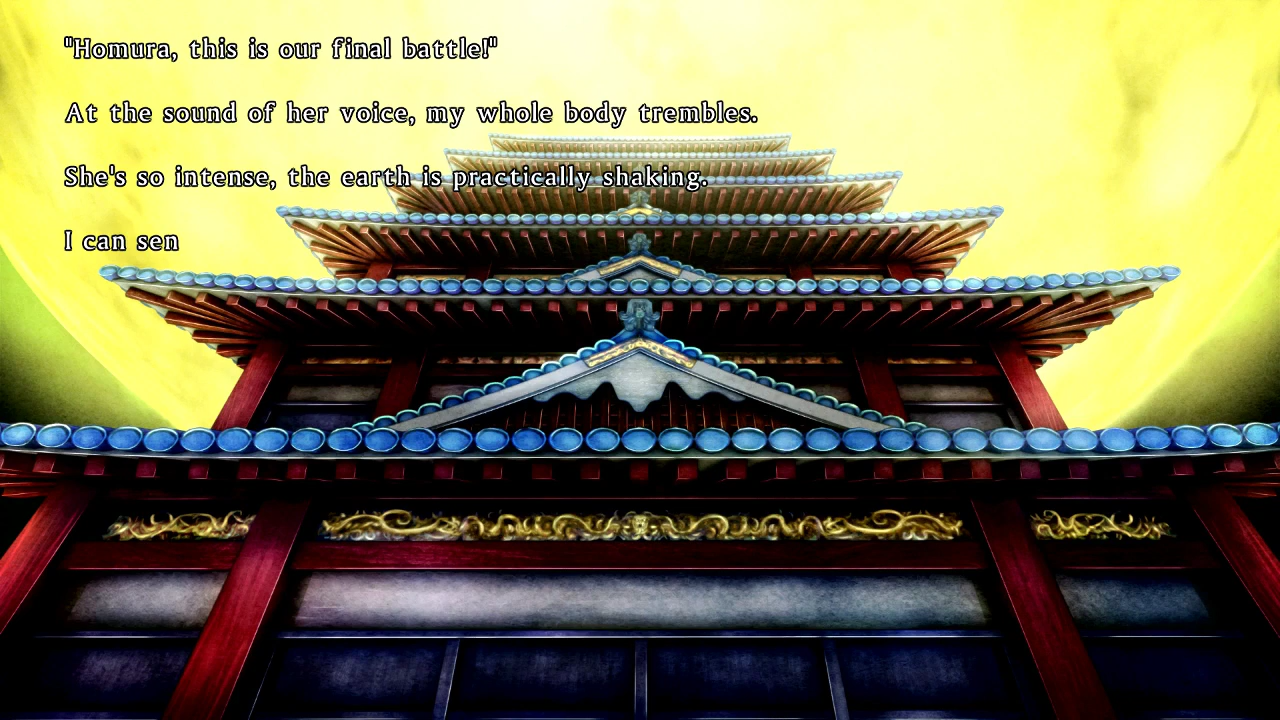 "Homura, this is our final battle!"
At the sound of her voice, my whole body trembles.
She's so intense, the earth is practically shaking.
I can sen